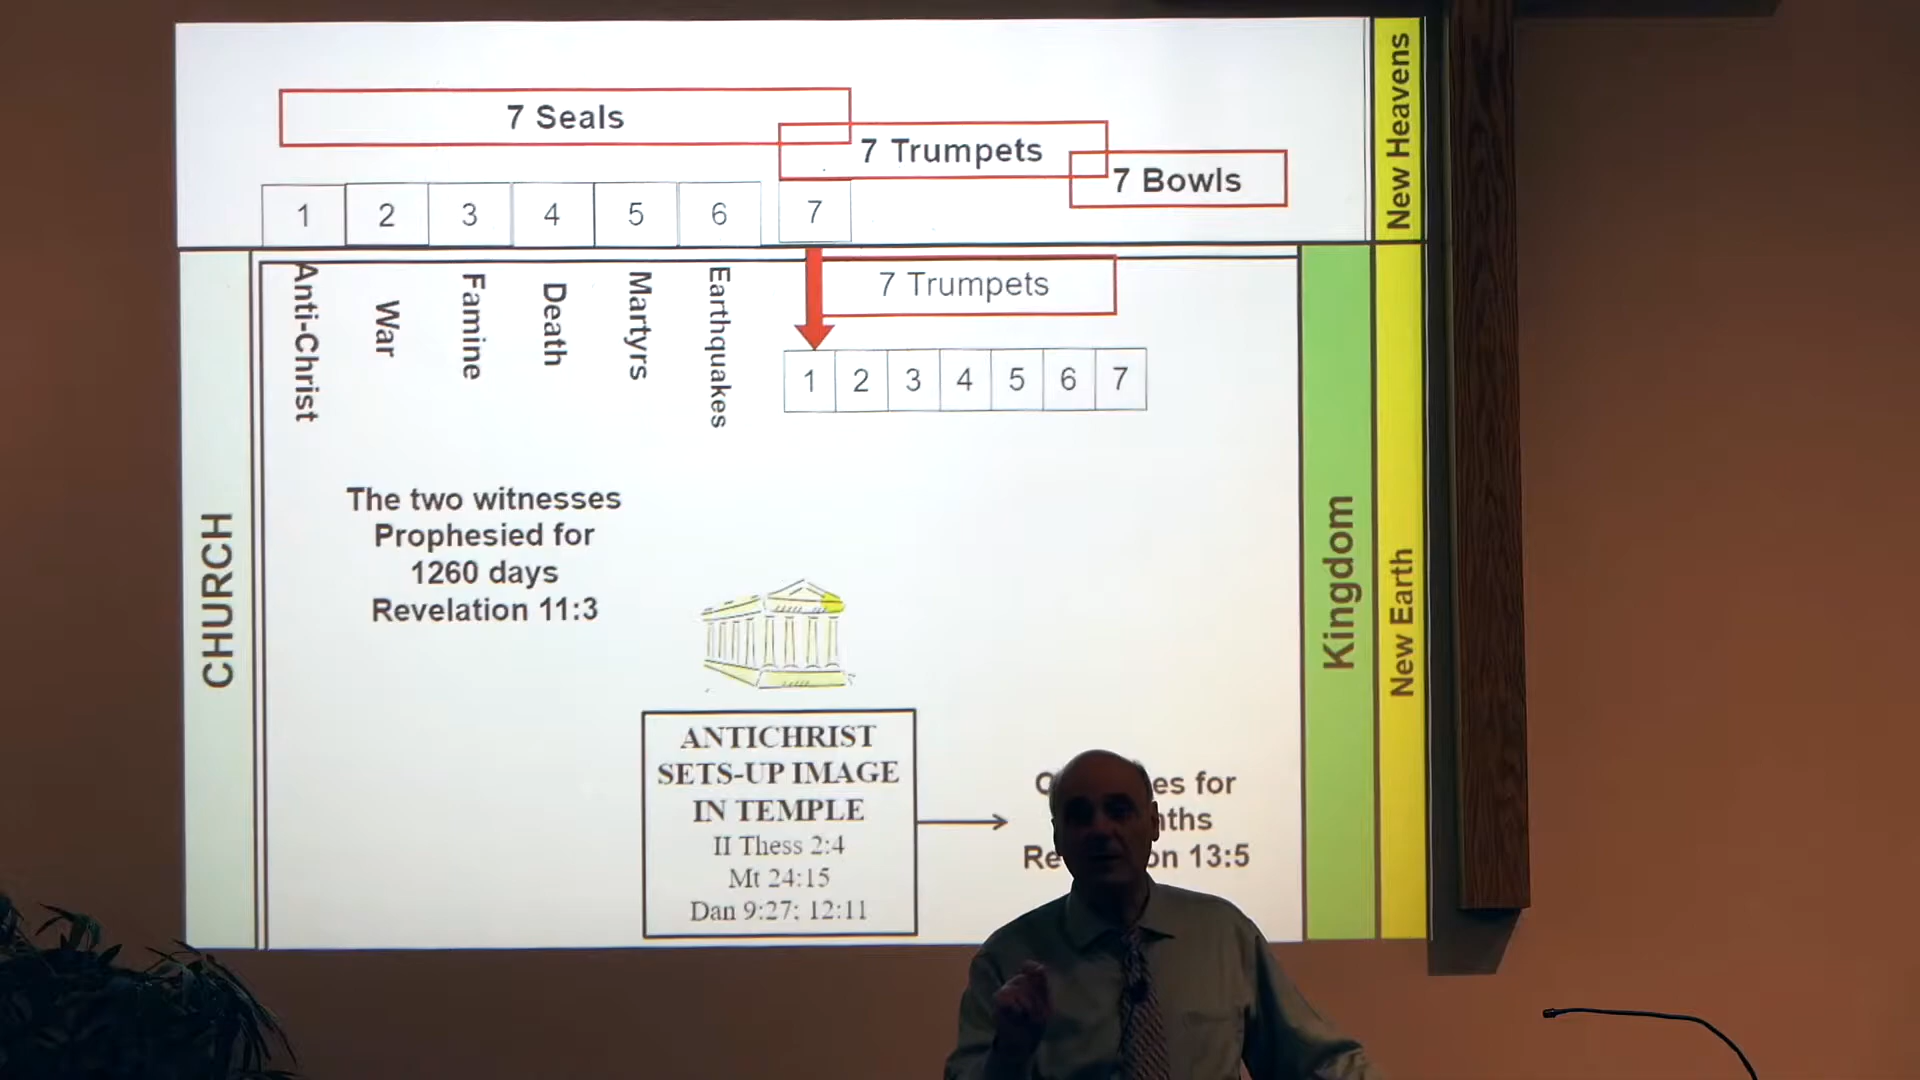 7 Seals
7 Trumpets
7 Bowls
1 2 3 4 5 6 7
New Heavens
CHURCH
Anti-Christ
War
Famine
Death
Martyrs
Earthquakes
7 Trumpets
1 2 3 4 5 6 7
The two witnesses
Prophesied for
1260 days
Revelation 11:3
ANTICHRIST
SETS-UP IMAGE
IN TEMPLE
II Thess 2:4
Mt 24:15
Dan 9:27; 12:11
for
13:5
Kingdom
New Earth